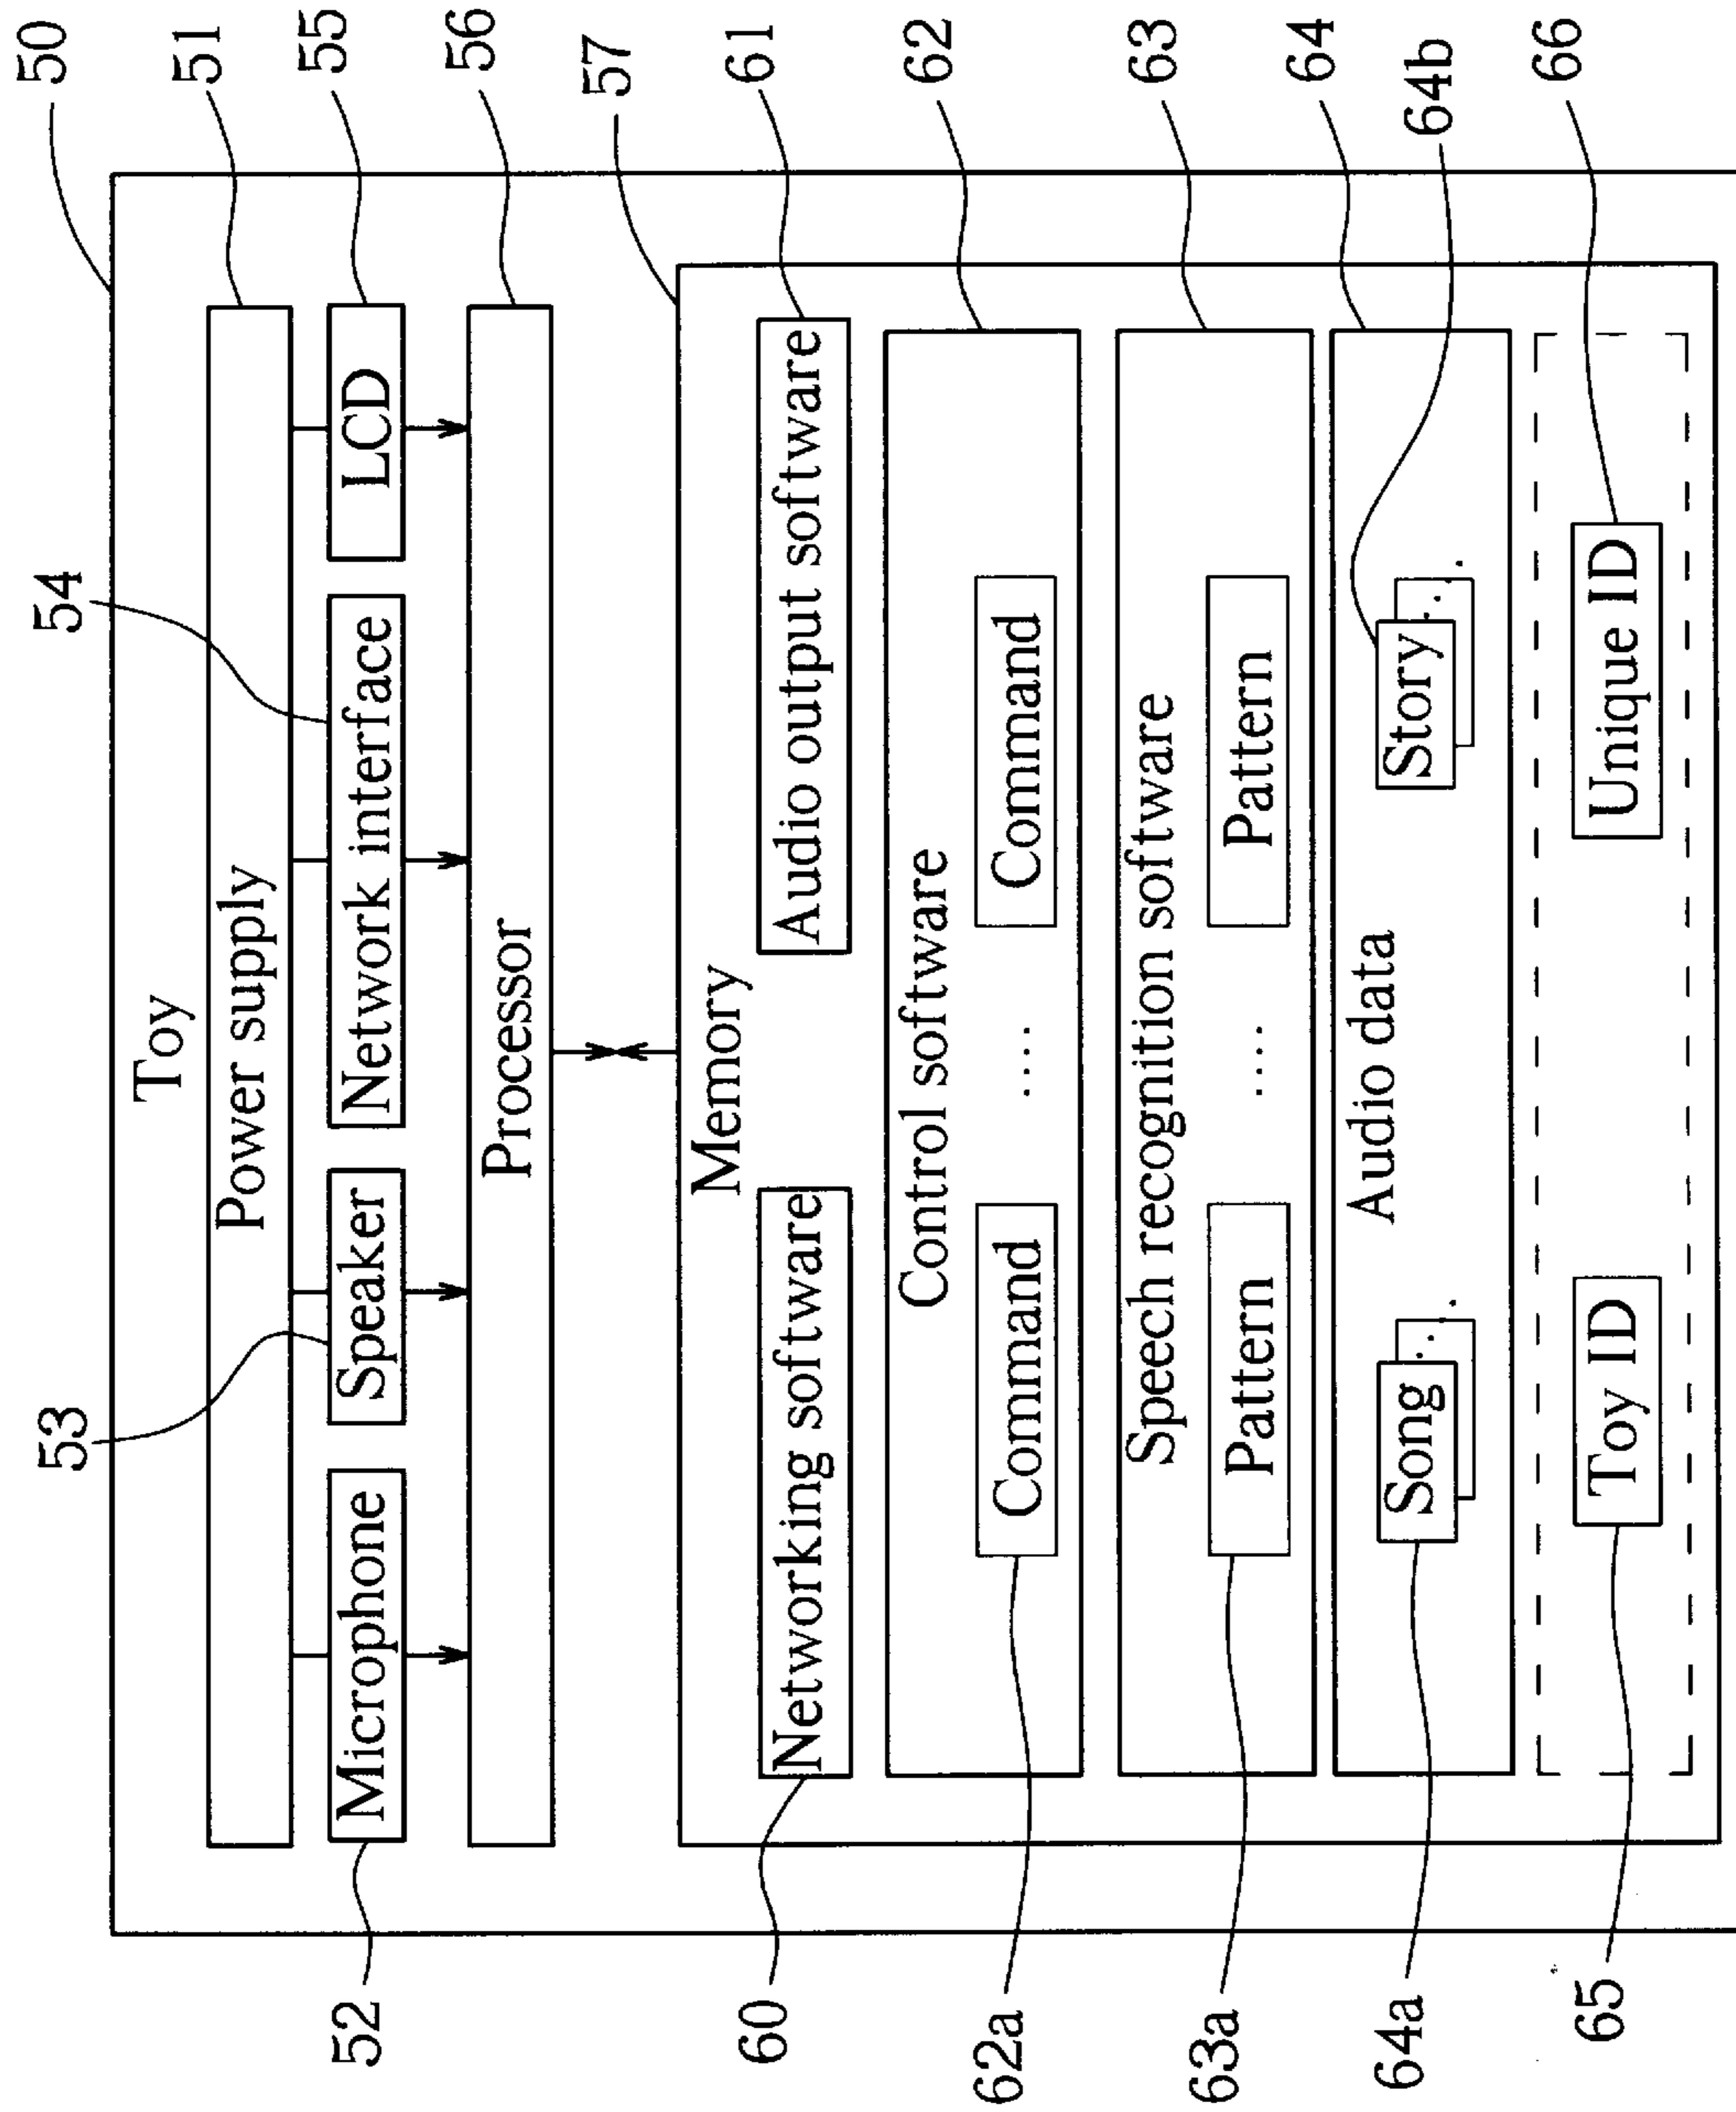 50
Toy
51
Power supply
52
Microphone
53
Speaker
54
Network interface
55
LCD
56
Processor
57
Memory
60
Networking software
61
Audio output software
62
Control software
62a
Command
....
Command
63
Speech recognition software
63a
Pattern
....
Pattern
64
Audio data
64a
Song
....
64b
Story
....
65
Toy ID
66
Unique ID